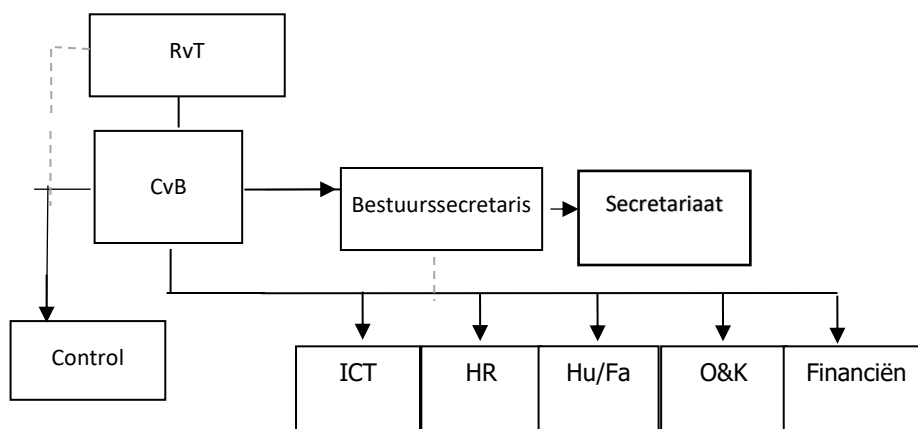 RvT
CvB
Bestuurssecretaris
Secretariaat
Control
ICT
HR
Hu/Fa
O&K
Financiën